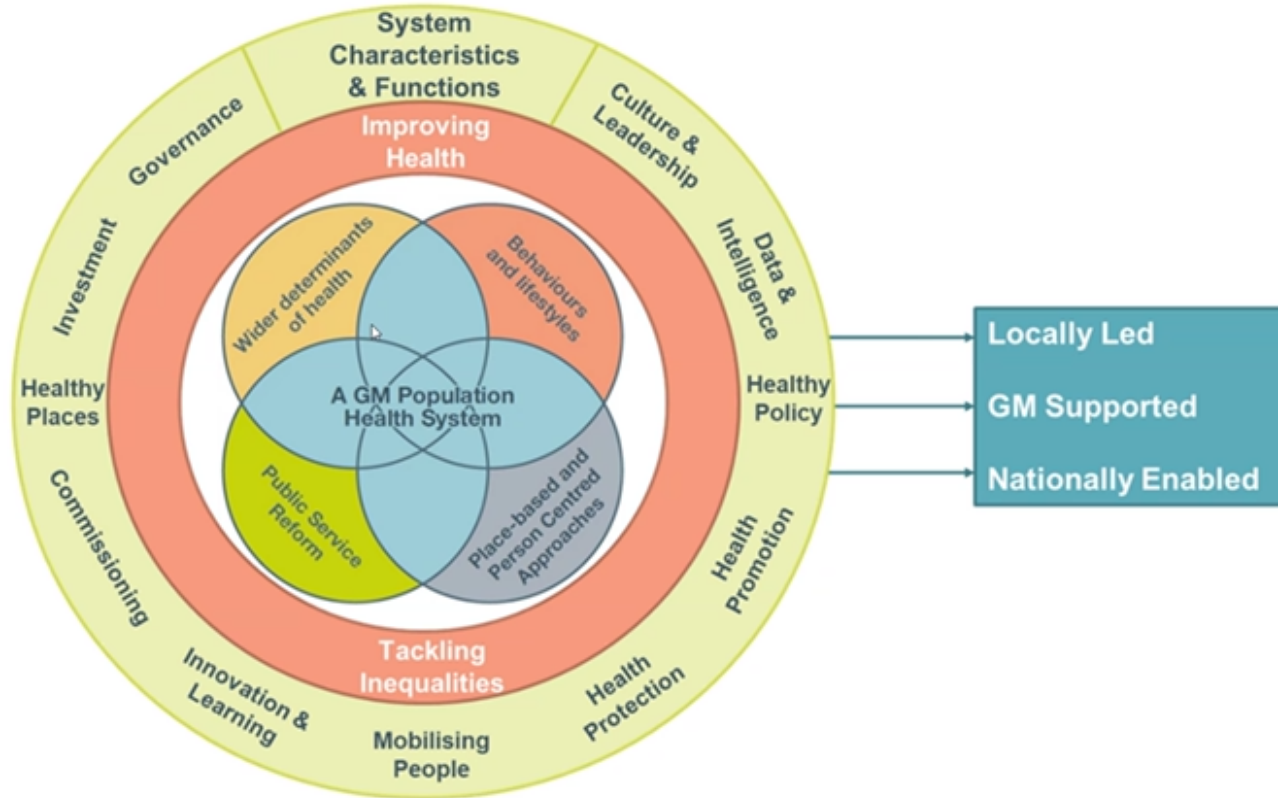 System
Characteristics
& Functions
Culture &
Leadership
Data &
Intelligence
Healthy
Policy
Health
Promotion
Health
Protection
Mobilising
People
Innovation &
Learning
Commissioning
Healthy
Places
Investment
Governance
Improving
Health
Tackling
Inequalities
Wider determinants
of health
Behaviours
and lifestyles
A GM Population
Health System
Public Service
Reform
Place-based and
Person Centred
Approaches
Locally Led
GM Supported
Nationally Enabled